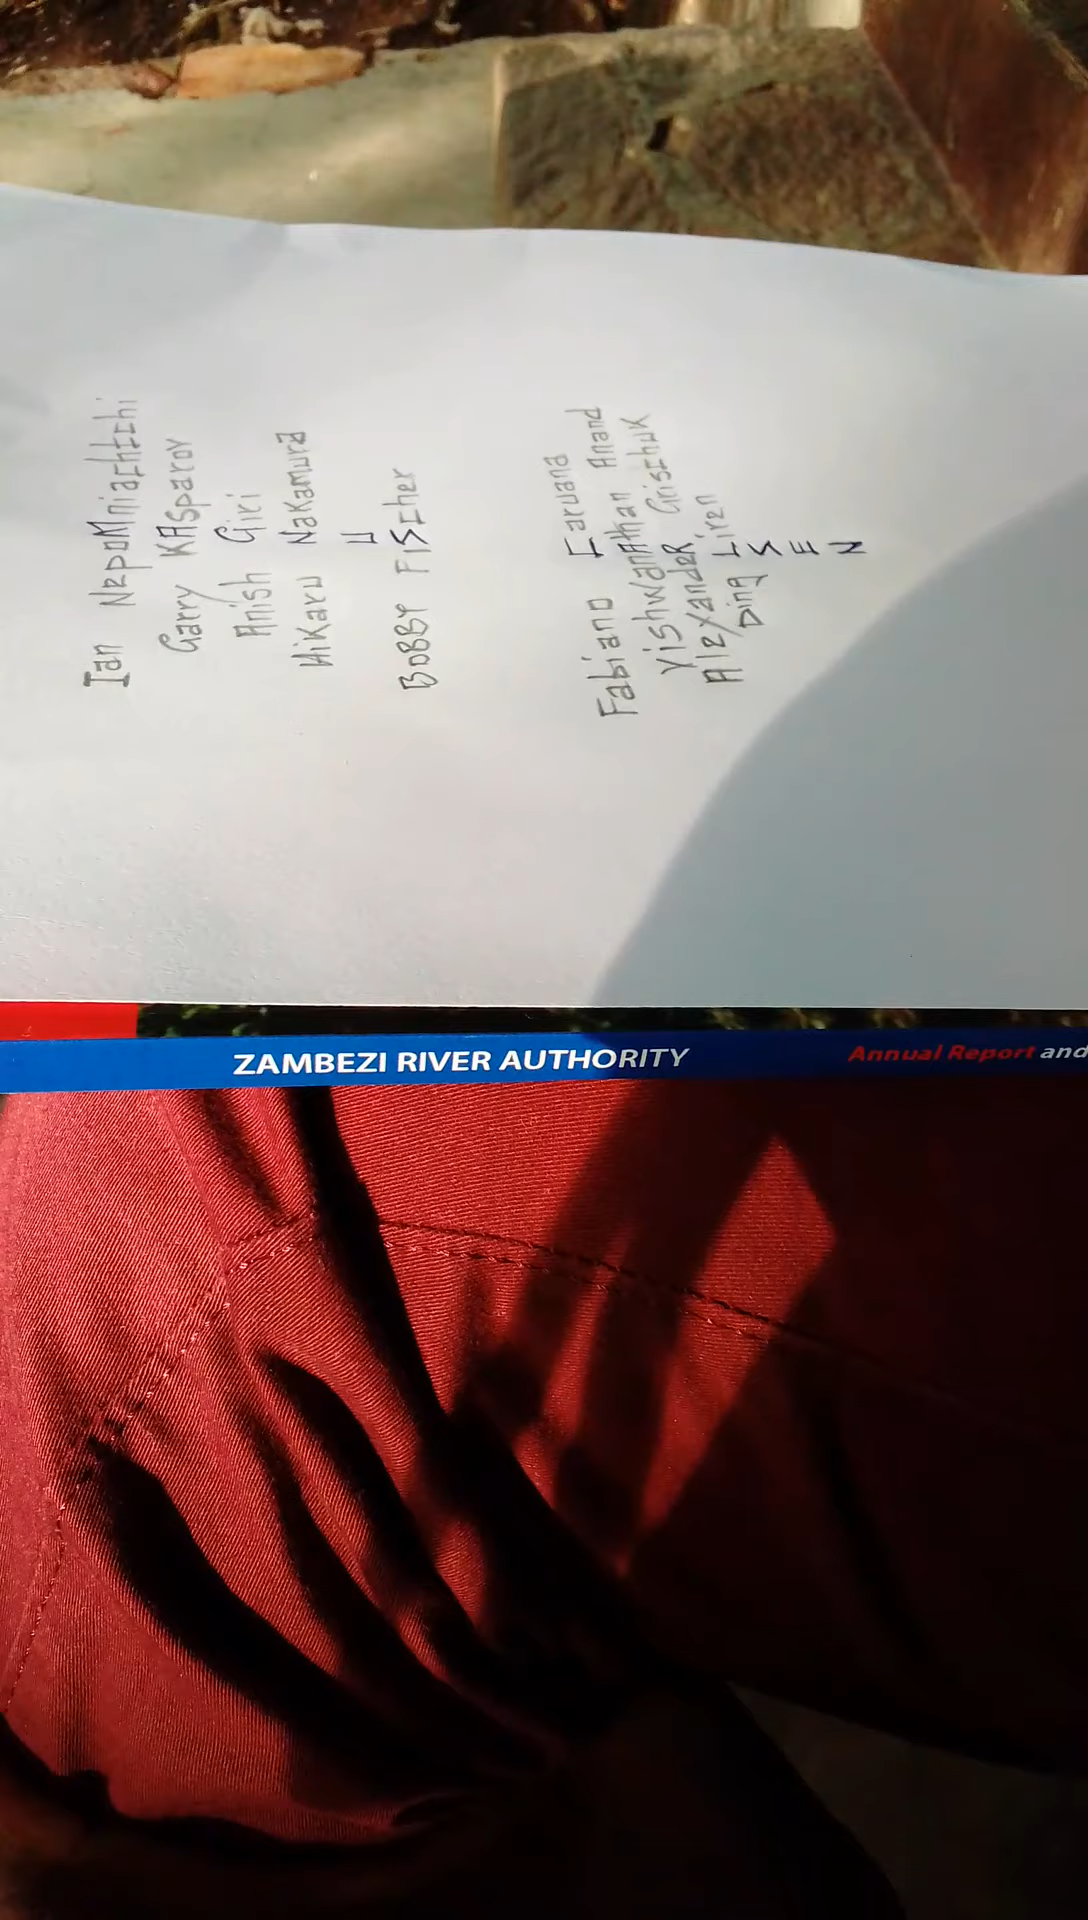 Ian NepoMniachtchi
Garry KAsparov
Anish Giri
Hikaru Nakamura
U
BOBBY FISCher
Fabiano Caruana
VishwanAthan Anand
AlexandeR Grischuk
Ding Liren
S
E
N
ZAMBEZI RIVER AUTHORITY Annual Report and